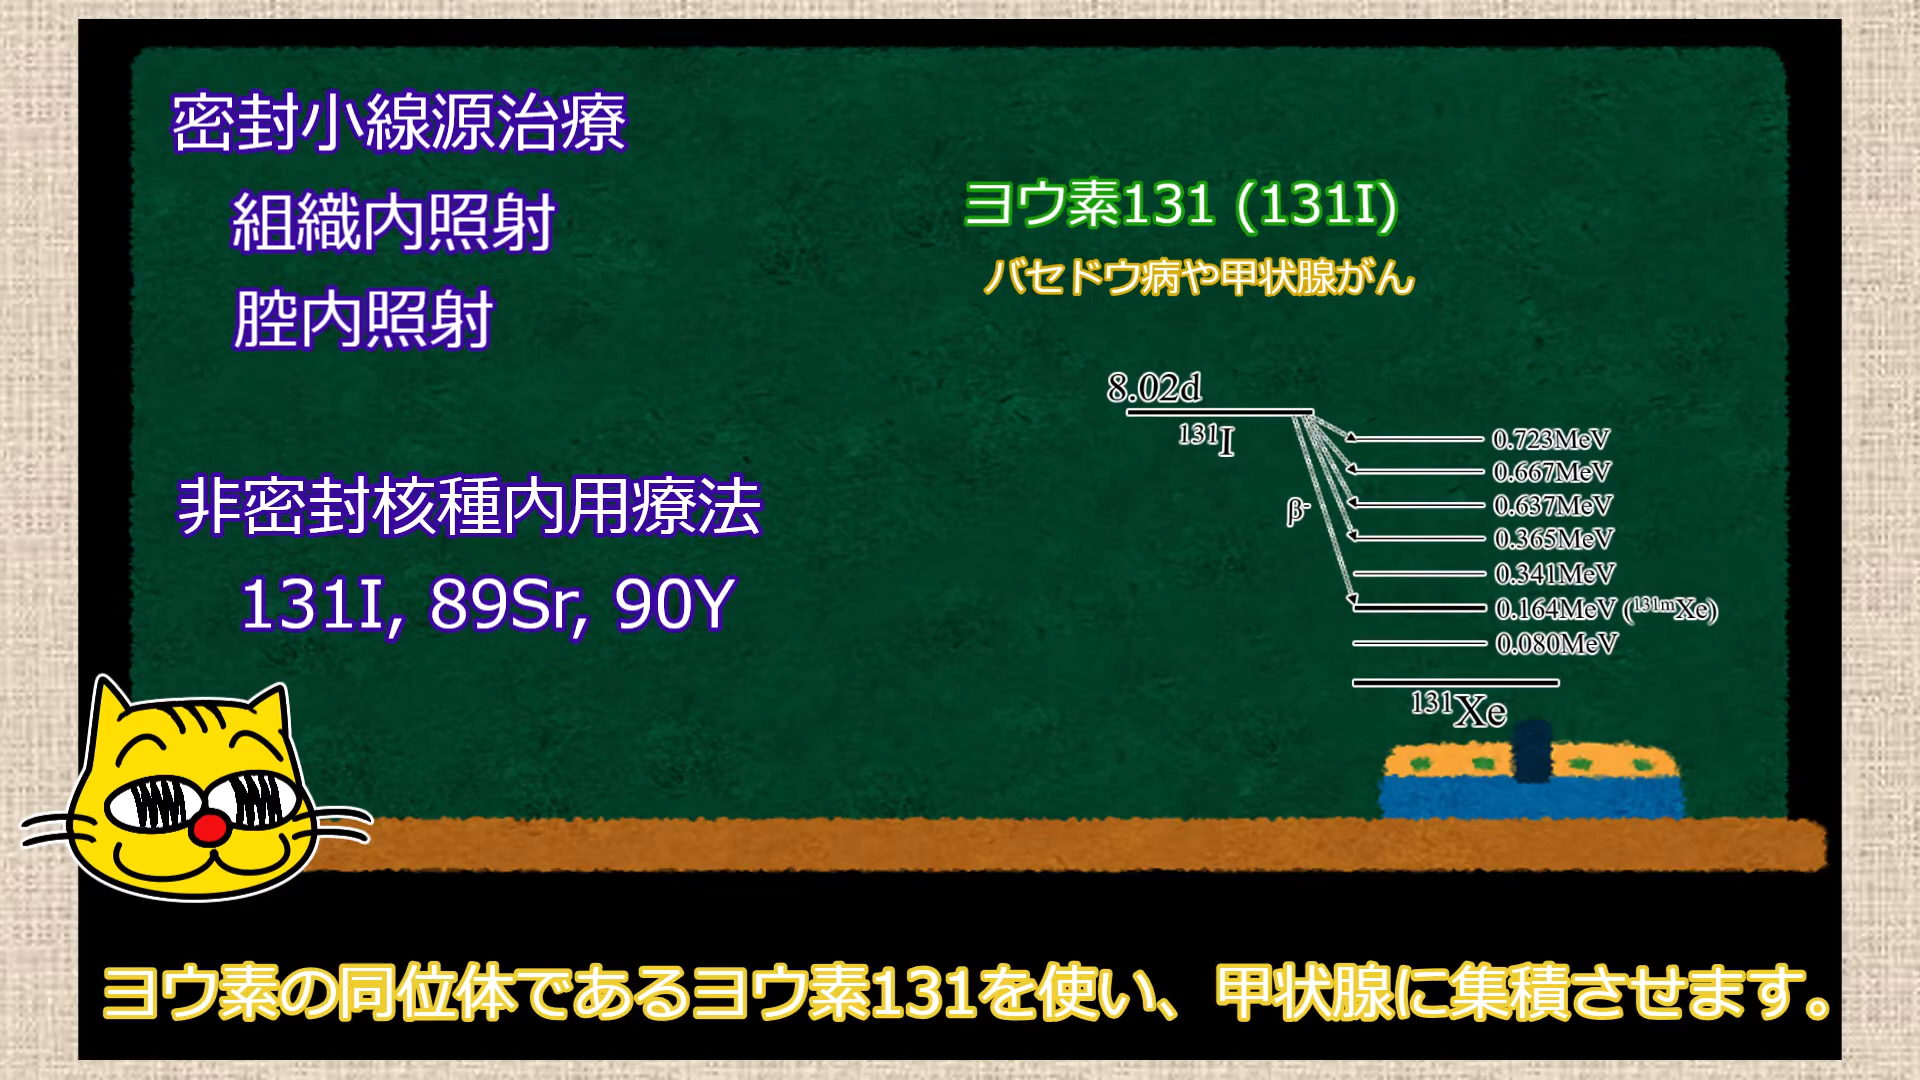 密封小線源治療
組織内照射
腔内照射
非密封核種内用療法
131I, 89Sr, 90Y
ヨウ素131 (131I)
バセドウ病や甲状腺がん
8.02d
131I
β-
0.723MeV
0.667MeV
0.637MeV
0.365MeV
0.341MeV
0.164MeV (131mXe)
0.080MeV
131Xe
ヨウ素の同位体であるヨウ素131を使い、甲状腺に集積させます。